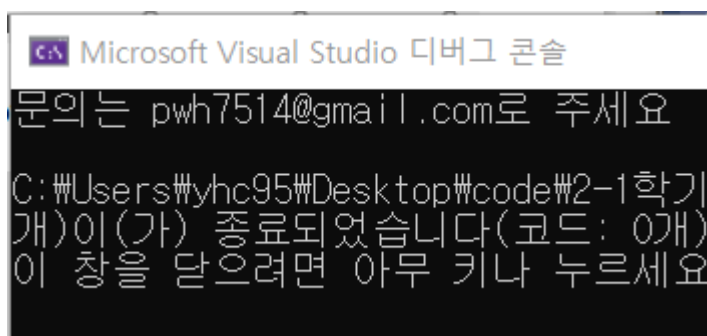 Microsoft Visual Studio 디버그 콘솔
문의는 pwh7514@gmail.com로 주세요
C:₩Users₩yhc95₩Desktop₩code₩2-1학기
개)이(가) 종료되었습니다(코드: 0개)
이 창을 닫으려면 아무 키나 누르세요